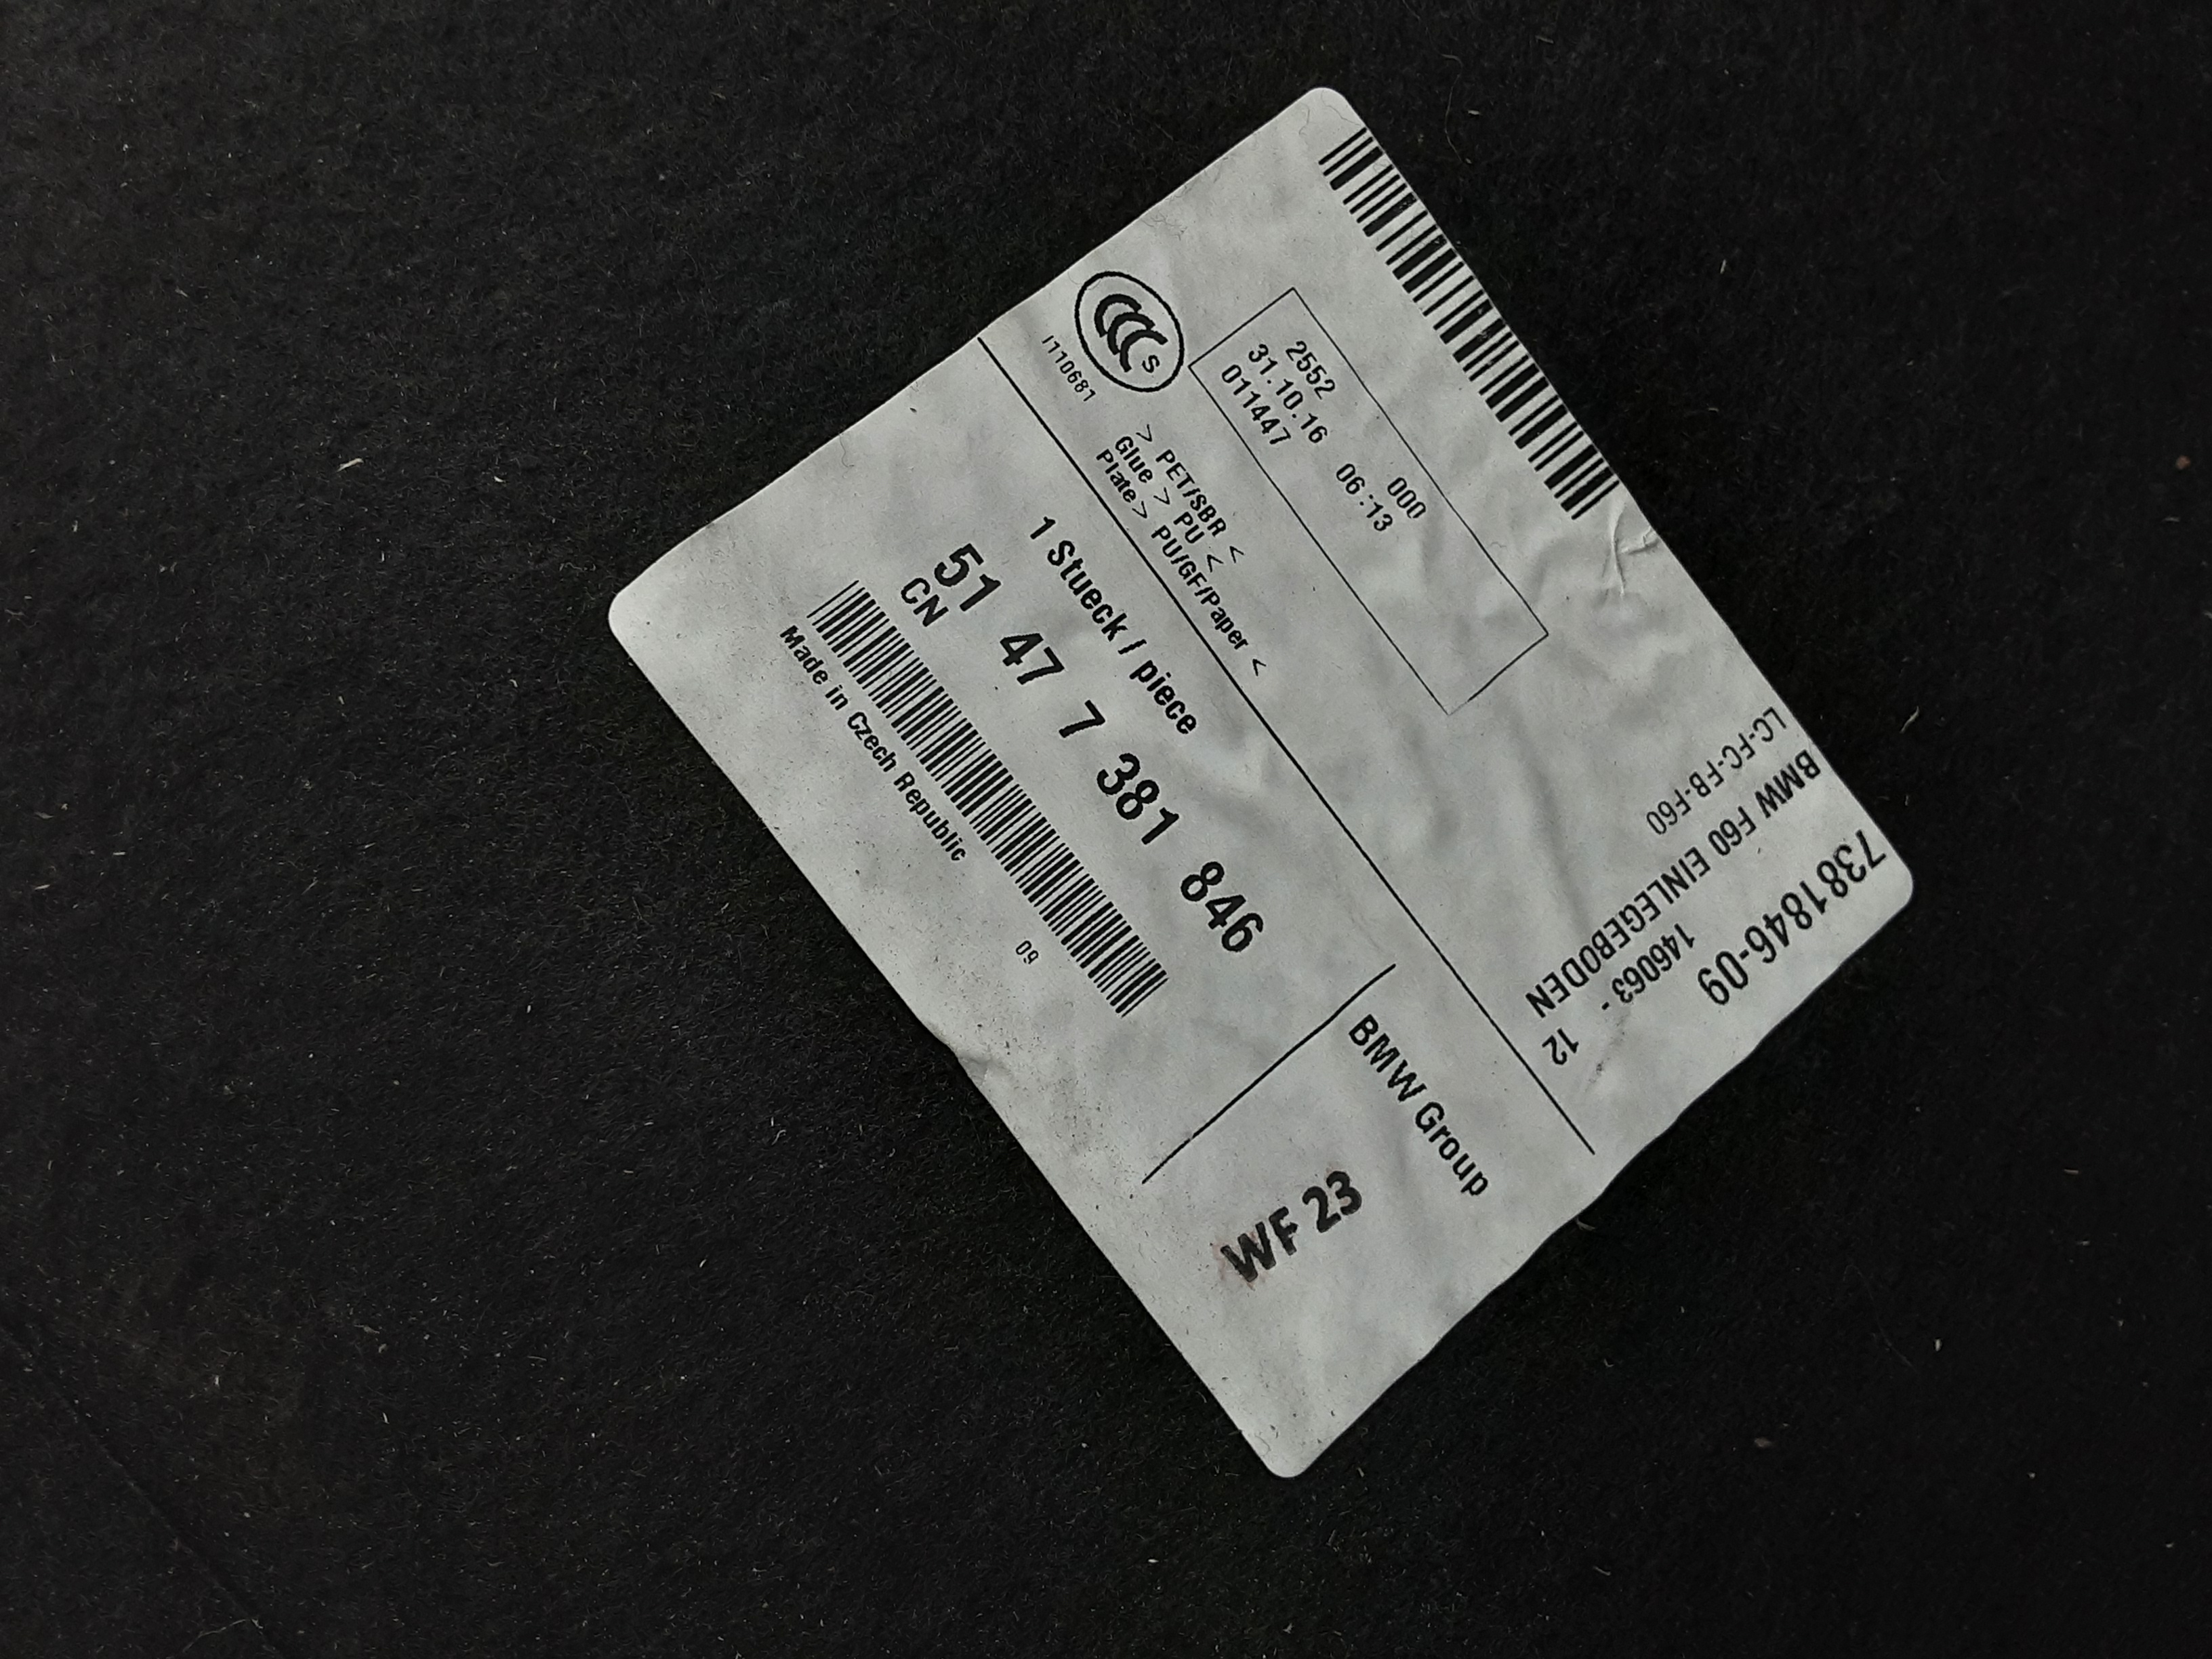 CCC S
I110681
2552 000
31.10.16 06:13
011447
> PET/SBR <
Glue > PU <
Plate > PU/GF/Paper <
7381846-09
146063 - 12
BMW F60 EINLEGEBODEN
LC-FC-FB-F60
1 Stueck / piece
51 47 7 381 846
CN
Made in Czech Republic
09
BMW Group
WF 23